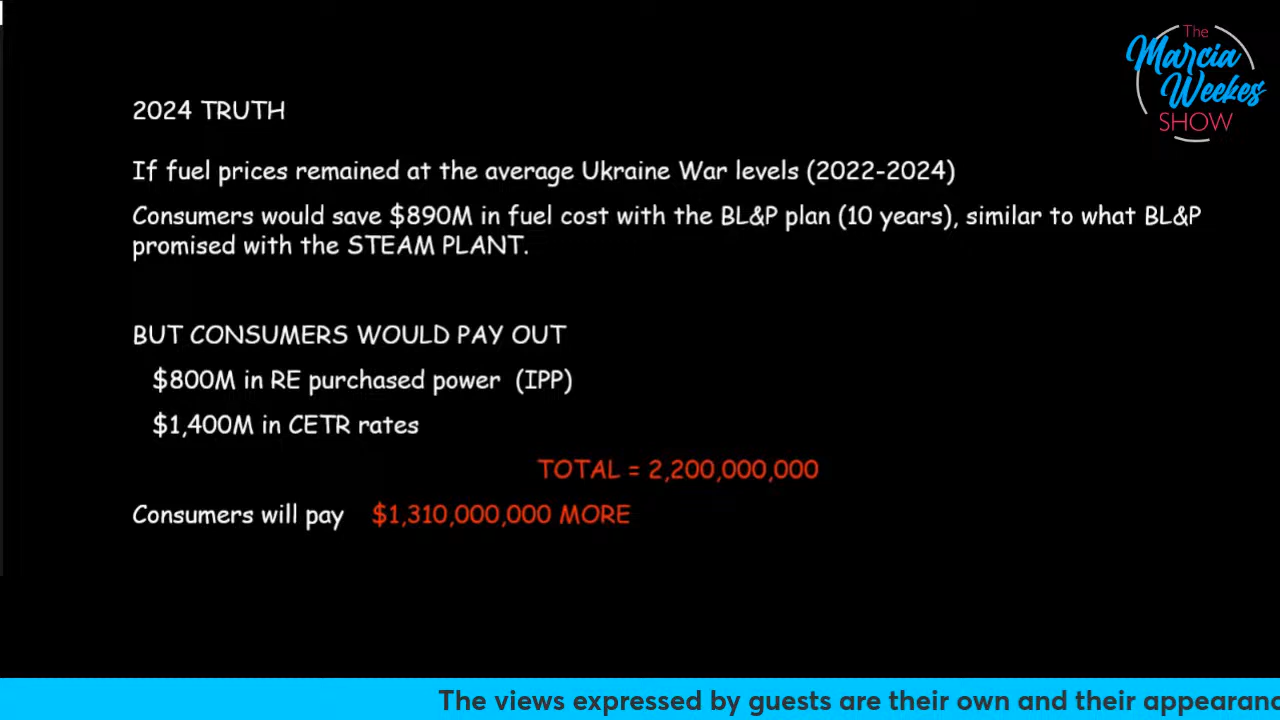 The
Marcia
Weekes
SHOW
2024 TRUTH
If fuel prices remained at the average Ukraine War levels (2022-2024)
Consumers would save $890M in fuel cost with the BL&P plan (10 years), similar to what BL&P
promised with the STEAM PLANT.
BUT CONSUMERS WOULD PAY OUT
$800M in RE purchased power (IPP)
$1,400M in CETR rates
TOTAL = 2,200,000,000
Consumers will pay $1,310,000,000 MORE
The views expressed by guests are their own and their appearanc